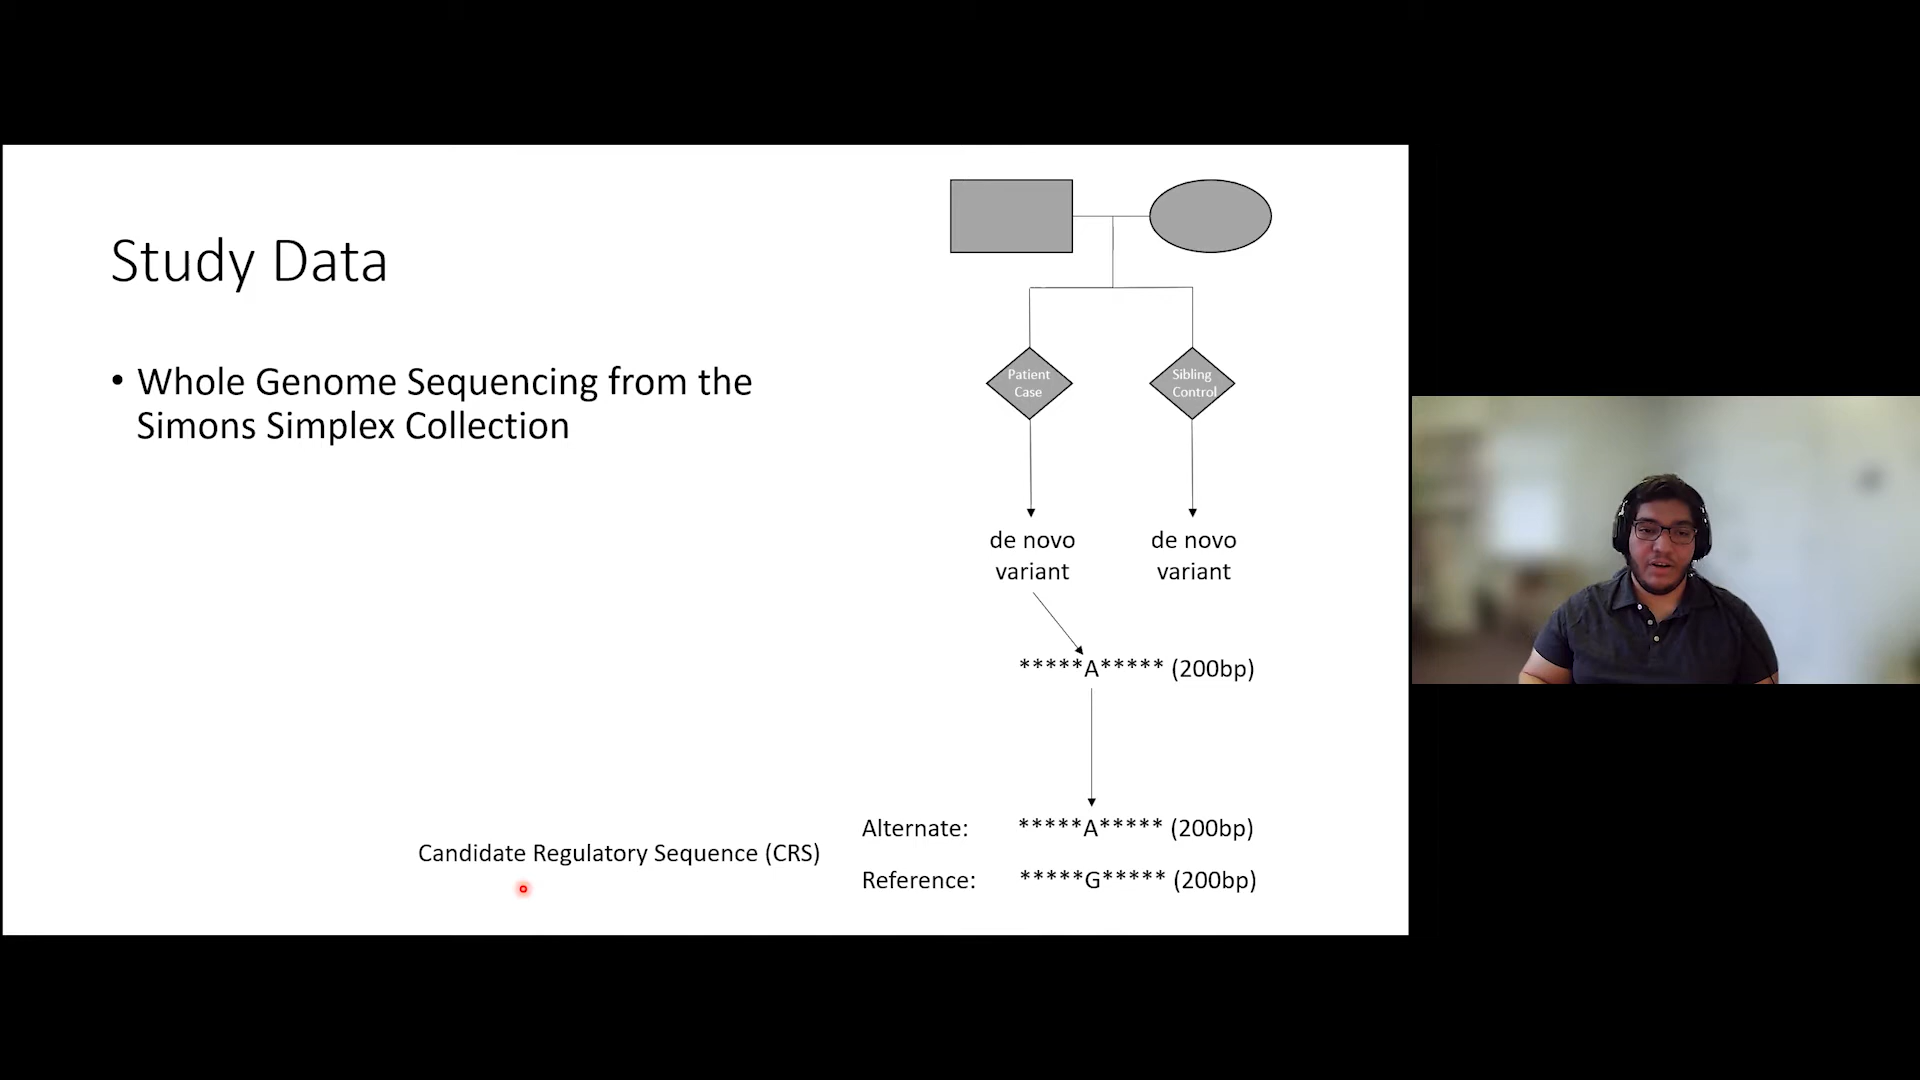 Study Data
• Whole Genome Sequencing from the
Simons Simplex Collection
Patient
Case
Sibling
Control
de novo
variant
de novo
variant
*****A***** (200bp)
Candidate Regulatory Sequence (CRS)
Alternate: *****A***** (200bp)
Reference: *****G***** (200bp)